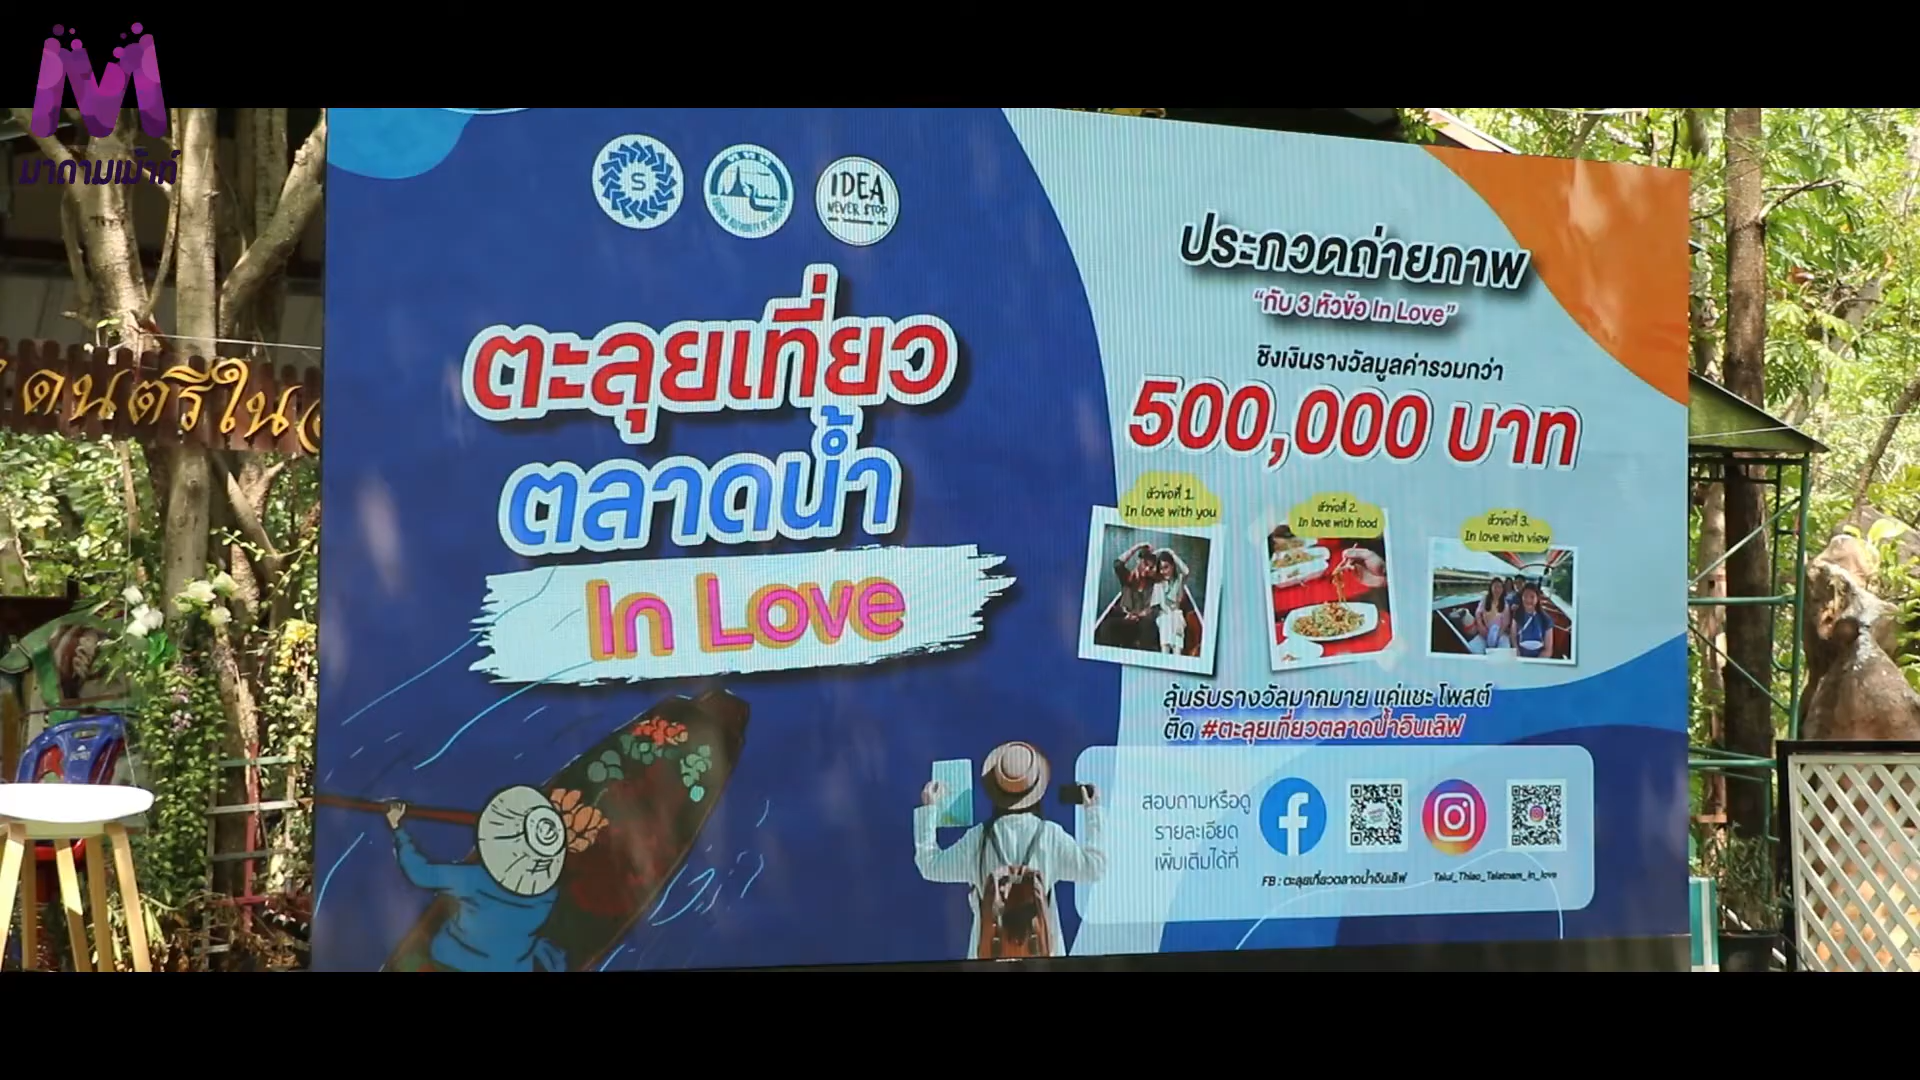 มาดามเม้าท์
ดนตรีใน
S
ททท
IDEA
NEVER STOP
ตะลุยเที่ยว
ตลาดน้ำ
In Love
ประกวดถ่ายภาพ
“กับ 3 หัวข้อ In Love”
ชิงเงินรางวัลมูลค่ารวมกว่า
500,000 บาท
หัวข้อที่ 1.
In love with you
หัวข้อที่ 2.
In love with food
หัวข้อที่ 3.
In love with view
ลุ้นรับรางวัลมากมาย แค่แชะ โพสต์
ติด #ตะลุยเที่ยวตลาดน้ำอินเลิฟ
สอบถามหรือดู
รายละเอียด
เพิ่มเติมได้ที่
FB : ตะลุยเที่ยวตลาดน้ำอินเลิฟ
Talui_Thiao_Talatnam_in_love